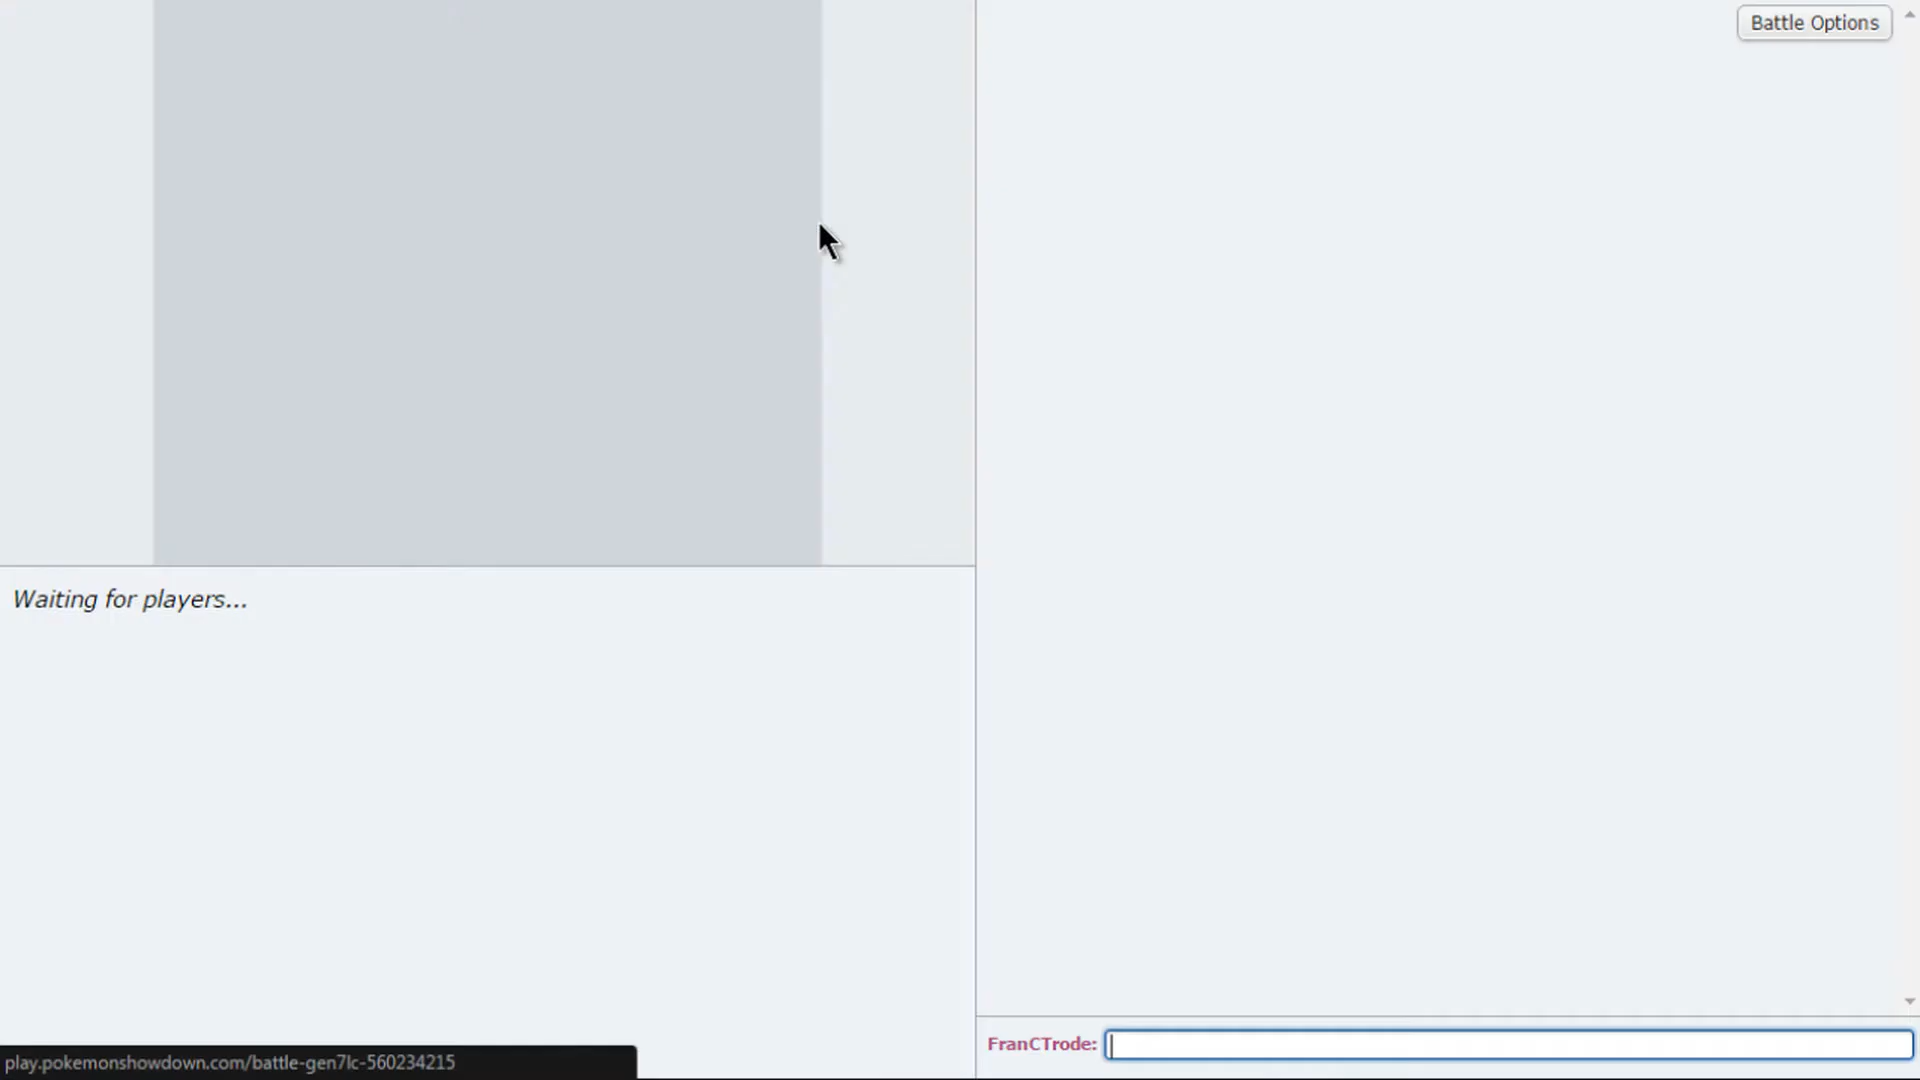 Battle Options
Waiting for players...
FranCTrode:
play.pokemonshowdown.com/battle-gen7lc-560234215